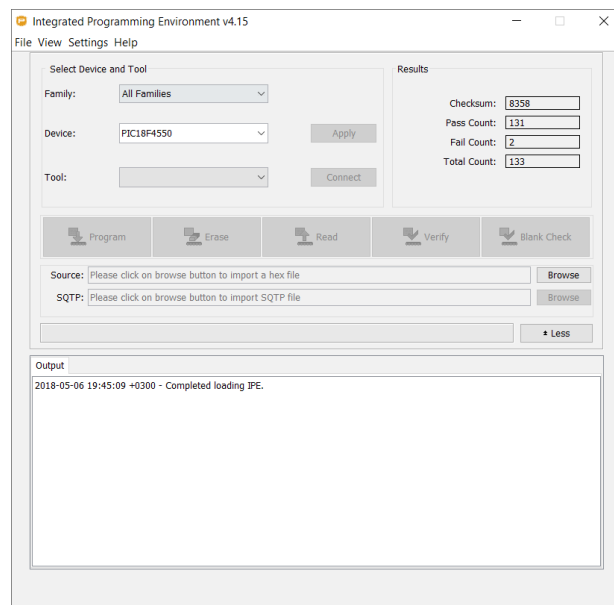 Integrated Programming Environment v4.15
File View Settings Help
Select Device and Tool
Family: All Families
Device: PIC18F4550 Apply
Tool: Connect
Results
Checksum: 8358
Pass Count: 131
Fail Count: 2
Total Count: 133
Program Erase Read Verify Blank Check
Source: Please click on browse button to import a hex file Browse
SQTP: Please click on browse button to import SQTP file Browse
Less
Output
2018-05-06 19:45:09 +0300 - Completed loading IPE.